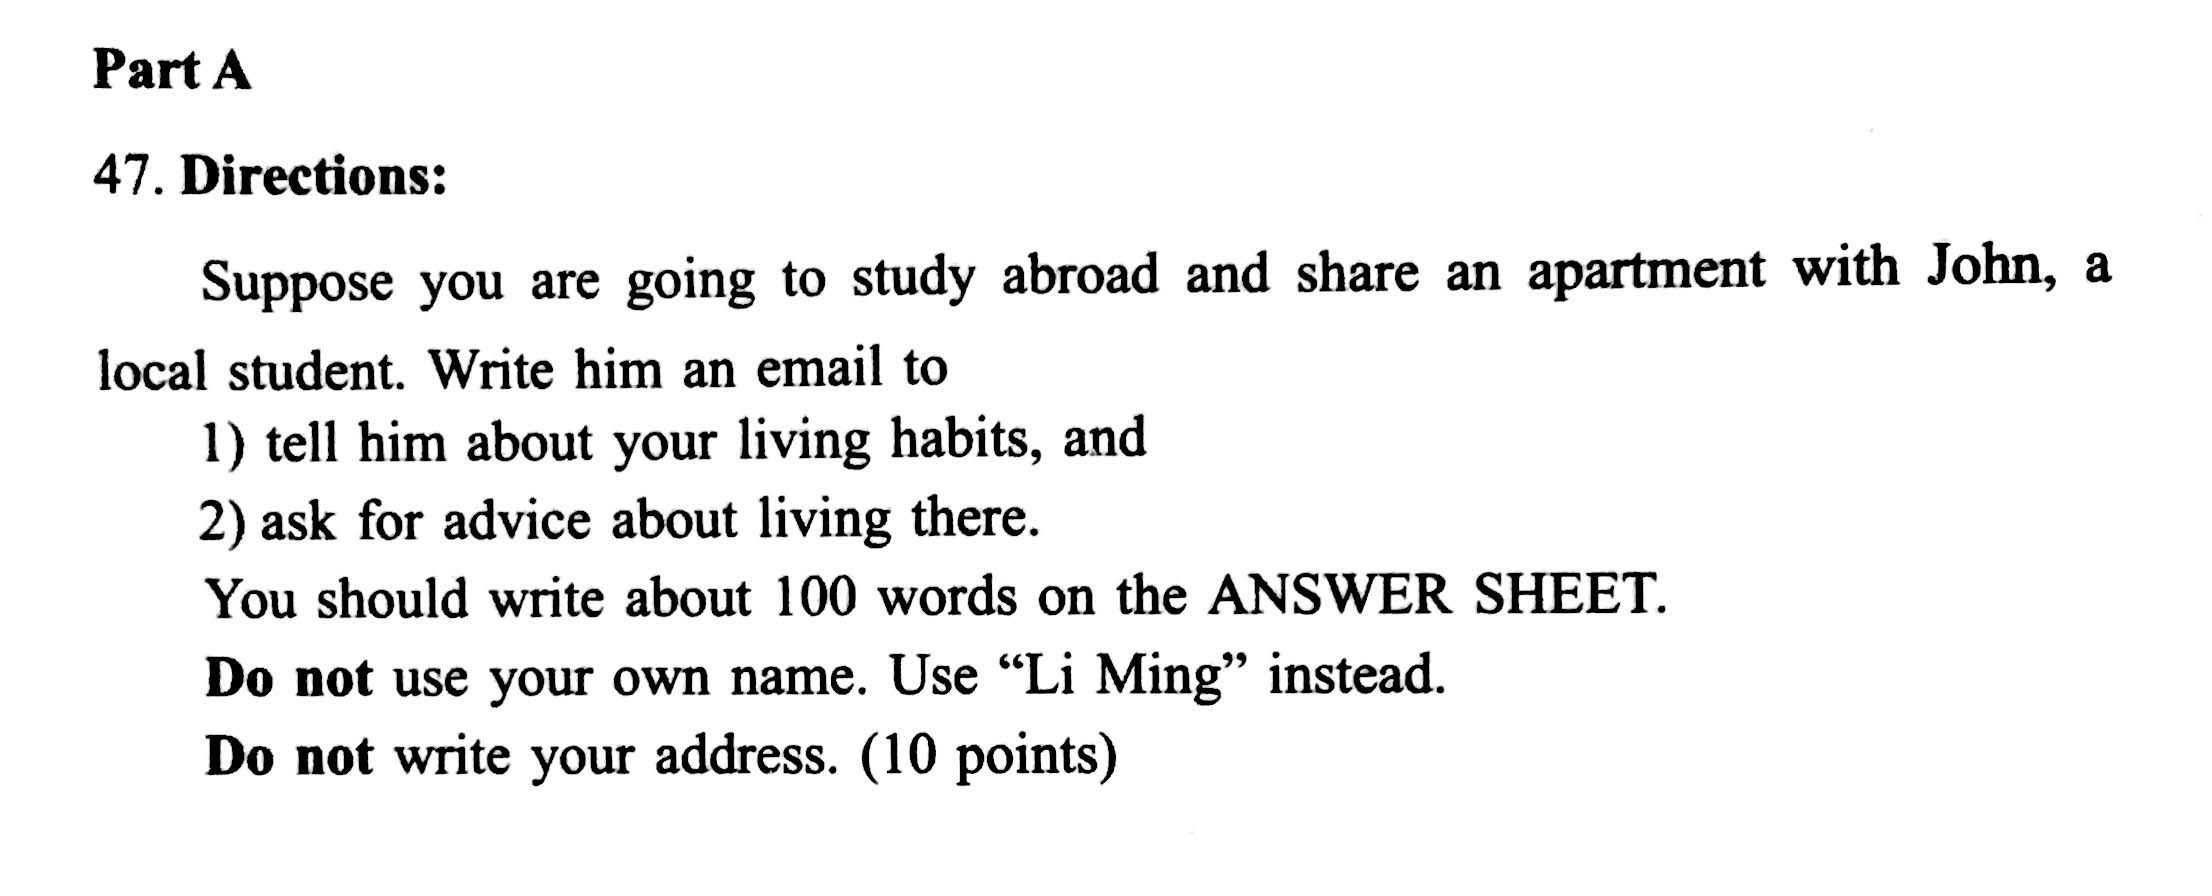 Part A
47. Directions:
Suppose you are going to study abroad and share an apartment with John, a
local student. Write him an email to
1) tell him about your living habits, and
2) ask for advice about living there.
You should write about 100 words on the ANSWER SHEET.
Do not use your own name. Use “Li Ming” instead.
Do not write your address. (10 points)